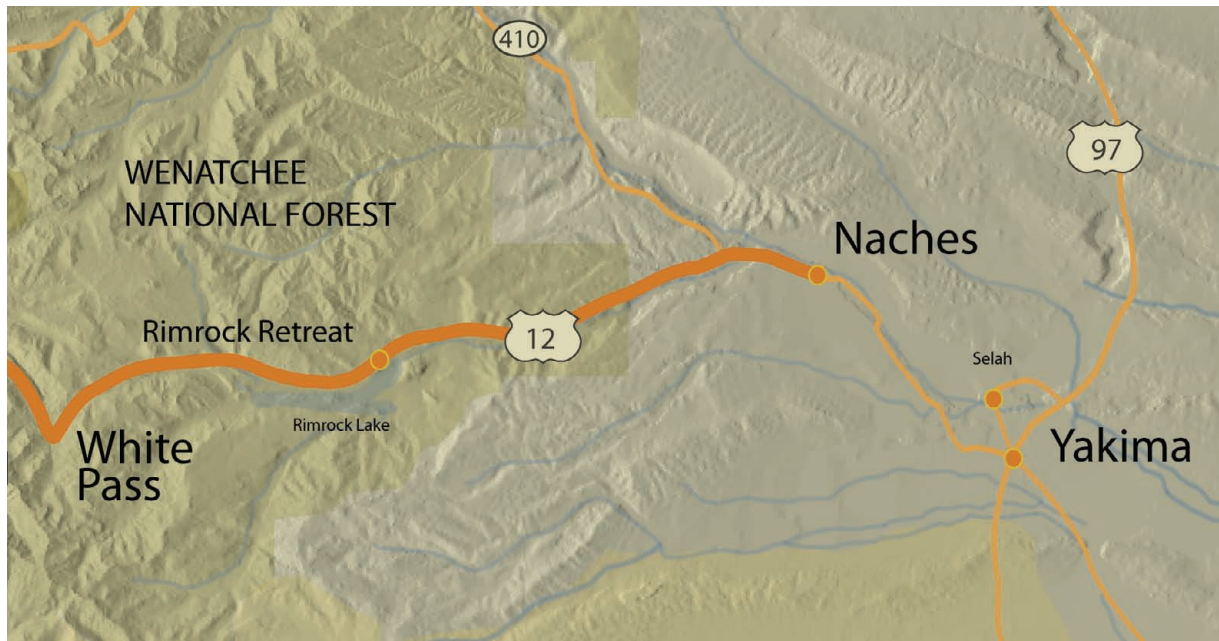 410
97
WENATCHEE
NATIONAL FOREST
Naches
Rimrock Retreat
12
Selah
Rimrock Lake
White
Pass
Yakima